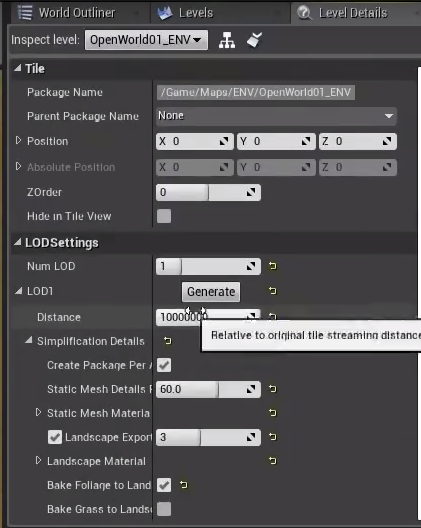 World Outliner Levels Level Details
Inspect level: OpenWorld01_ENV
Tile
Package Name /Game/Maps/ENV/OpenWorld01_ENV
Parent Package Name None
Position X 0 Y 0 Z 0
Absolute Position X 0 Y 0 Z 0
ZOrder 0
Hide in Tile View
LODSettings
Num LOD 1
LOD1 Generate
Distance 10000000
Relative to original tile streaming distance
Simplification Details
Create Package Per A
Static Mesh Details P 60.0
Static Mesh Materia
Landscape Export 3
Landscape Material
Bake Foliage to Land
Bake Grass to Lands